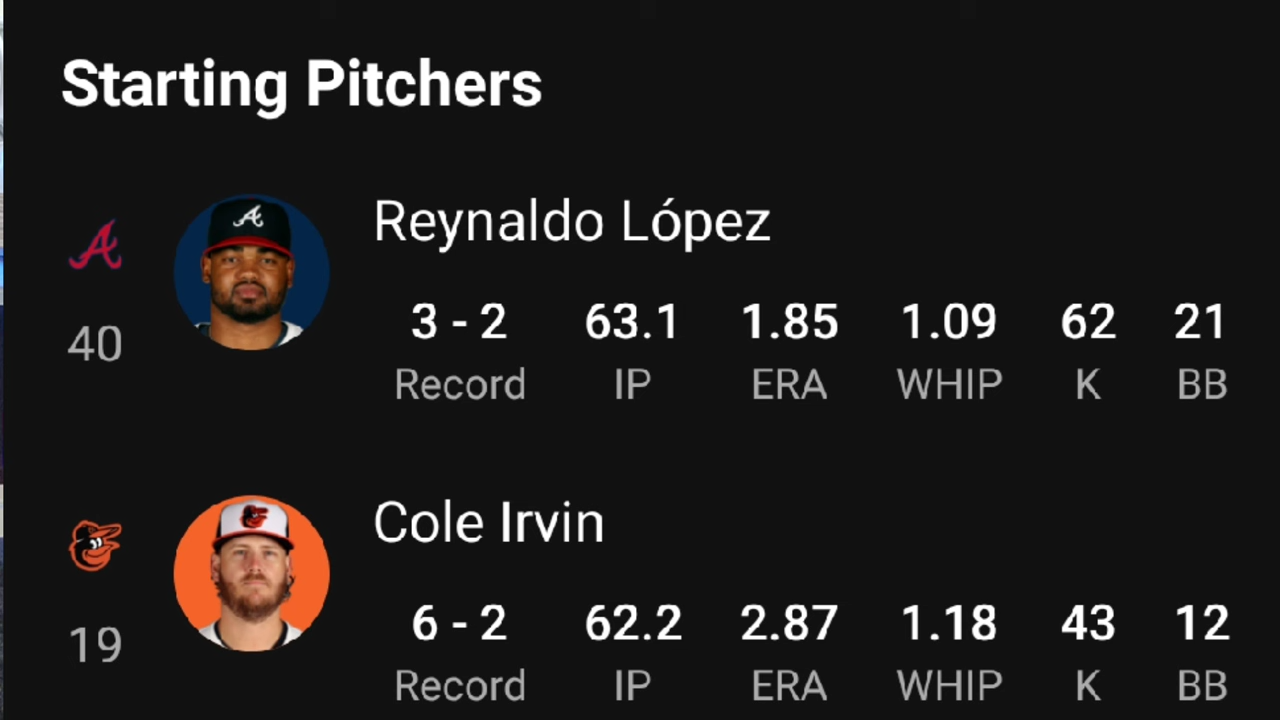 Starting Pitchers
Reynaldo López
40
3 - 2 63.1 1.85 1.09 62 21
Record IP ERA WHIP K BB
Cole Irvin
19
6 - 2 62.2 2.87 1.18 43 12
Record IP ERA WHIP K BB